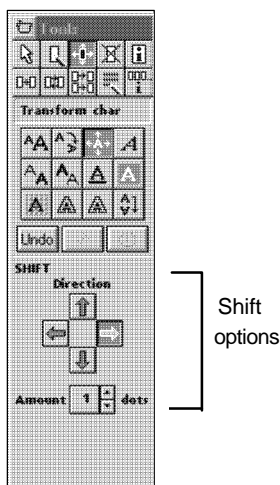 Tools
Transform char
Undo
SHIFT
Direction
Amount 1 dots
Shift
options